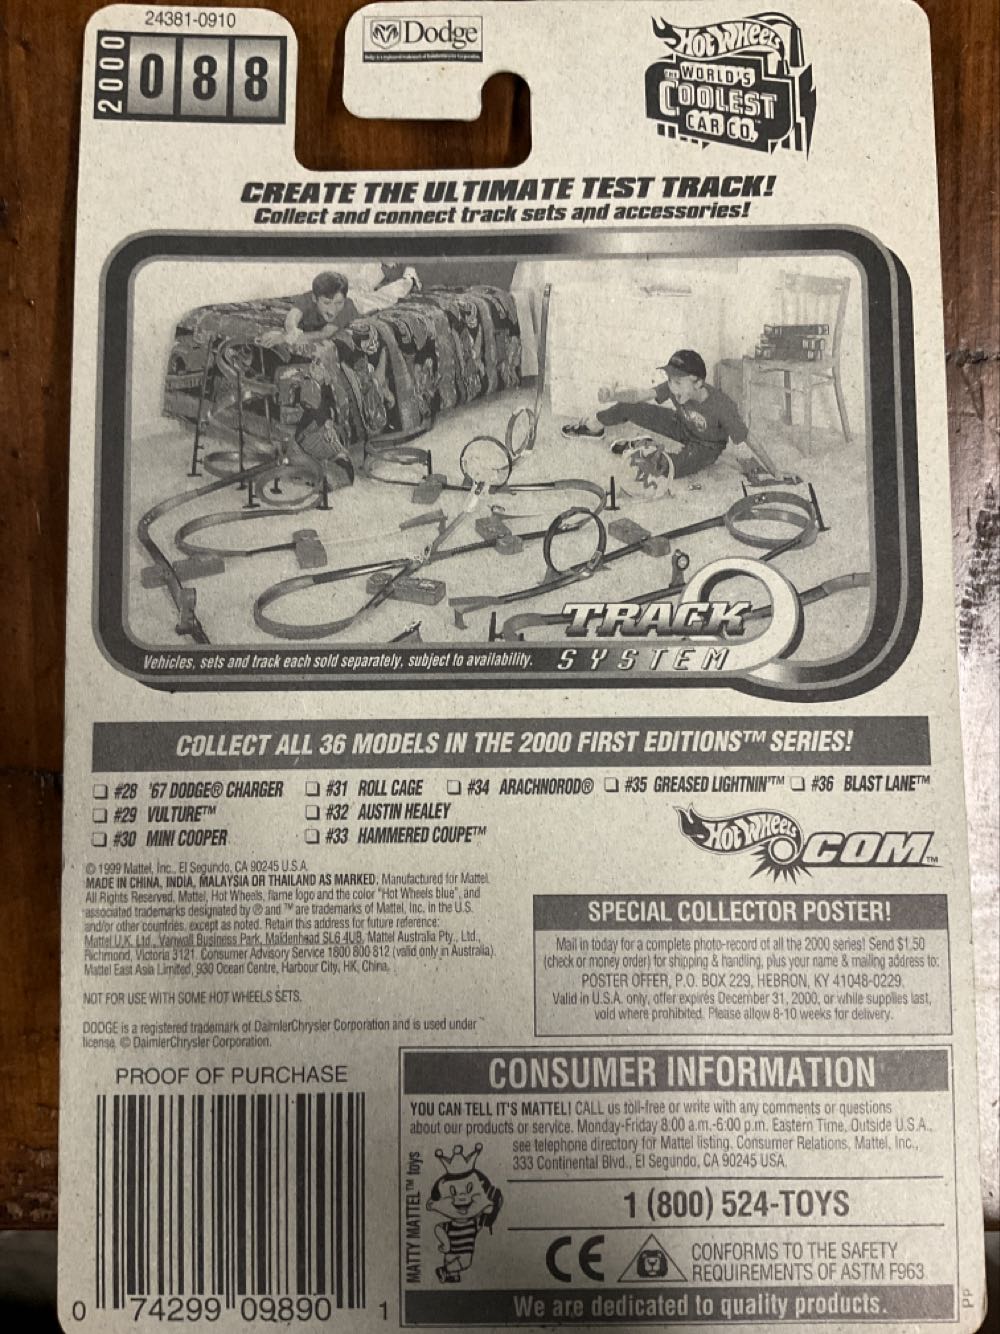 24381-0910
2000 088
Dodge
Hot Wheels
THE WORLD'S
COOLEST
CAR CO.™
CREATE THE ULTIMATE TEST TRACK!
Collect and connect track sets and accessories!
TRACK
SYSTEM
Vehicles, sets and track each sold separately, subject to availability.
COLLECT ALL 36 MODELS IN THE 2000 FIRST EDITIONS™ SERIES!
❏ #28 '67 DODGE® CHARGER ❏ #31 ROLL CAGE ❏ #34 ARACHNOROD® ❏ #35 GREASED LIGHTNIN'™ ❏ #36 BLAST LANE™
❏ #29 VULTURE™ ❏ #32 AUSTIN HEALEY
❏ #30 MINI COOPER ❏ #33 HAMMERED COUPE™
Hot Wheels .COM™
© 1999 Mattel, Inc., El Segundo, CA 90245 U.S.A.
MADE IN CHINA, INDIA, MALAYSIA OR THAILAND AS MARKED. Manufactured for Mattel.
All Rights Reserved. Mattel, Hot Wheels, flame logo and the color "Hot Wheels blue", and
associated trademarks designated by ® and ™ are trademarks of Mattel, Inc. in the U.S.
and/or other countries, except as noted. Retain this address for future reference:
Mattel U.K. Ltd., Vanwall Business Park, Maidenhead SL6 4UB. Mattel Australia Pty., Ltd.,
Richmond, Victoria 3121. Consumer Advisory Service 1800 800 812 (valid only in Australia).
Mattel East Asia Limited, 930 Ocean Centre, Harbour City, HK, China.
NOT FOR USE WITH SOME HOT WHEELS SETS.
DODGE is a registered trademark of DaimlerChrysler Corporation and is used under
license. © DaimlerChrysler Corporation.
SPECIAL COLLECTOR POSTER!
Mail in today for a complete photo-record of all the 2000 series! Send $1.50
(check or money order) for shipping & handling, plus your name & mailing address to:
POSTER OFFER, P.O. BOX 229, HEBRON, KY 41048-0229.
Valid in U.S.A. only, offer expires December 31, 2000, or while supplies last,
void where prohibited. Please allow 8-10 weeks for delivery.
PROOF OF PURCHASE
0 74299 09890 1
CONSUMER INFORMATION
YOU CAN TELL IT'S MATTEL! CALL us toll-free or write with any comments or questions
about our products or service. Monday-Friday 8:00 a.m.-6:00 p.m. Eastern Time. Outside U.S.A.,
see telephone directory for Mattel listing. Consumer Relations, Mattel, Inc.,
333 Continental Blvd., El Segundo, CA 90245 USA.
MATTY MATTEL™ toys
1 (800) 524-TOYS
CE
CONFORMS TO THE SAFETY
REQUIREMENTS OF ASTM F963
We are dedicated to quality products.
PP